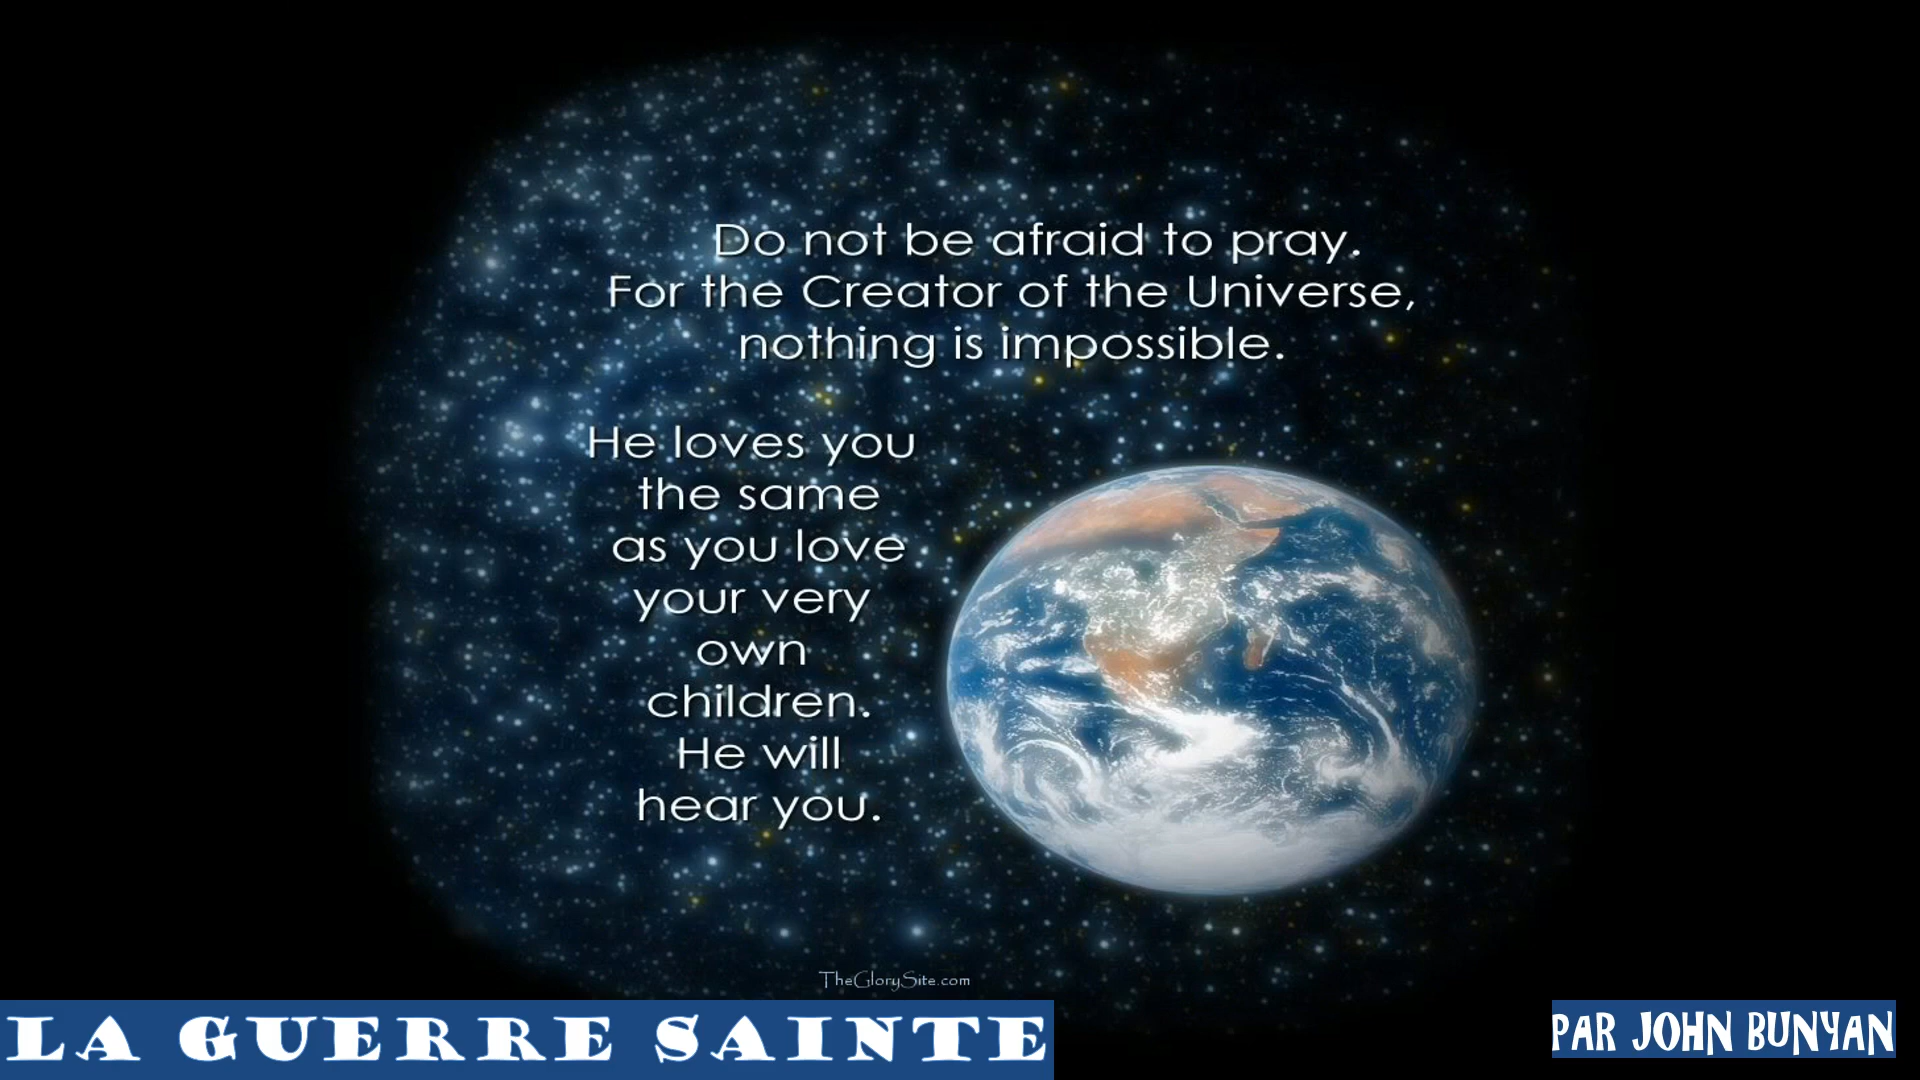 Do not be afraid to pray.
For the Creator of the Universe,
nothing is impossible.
He loves you
the same
as you love
your very
own
children.
He will
hear you.
TheGlorySite.com
LA GUERRE SAINTE
PAR JOHN BUNYAN